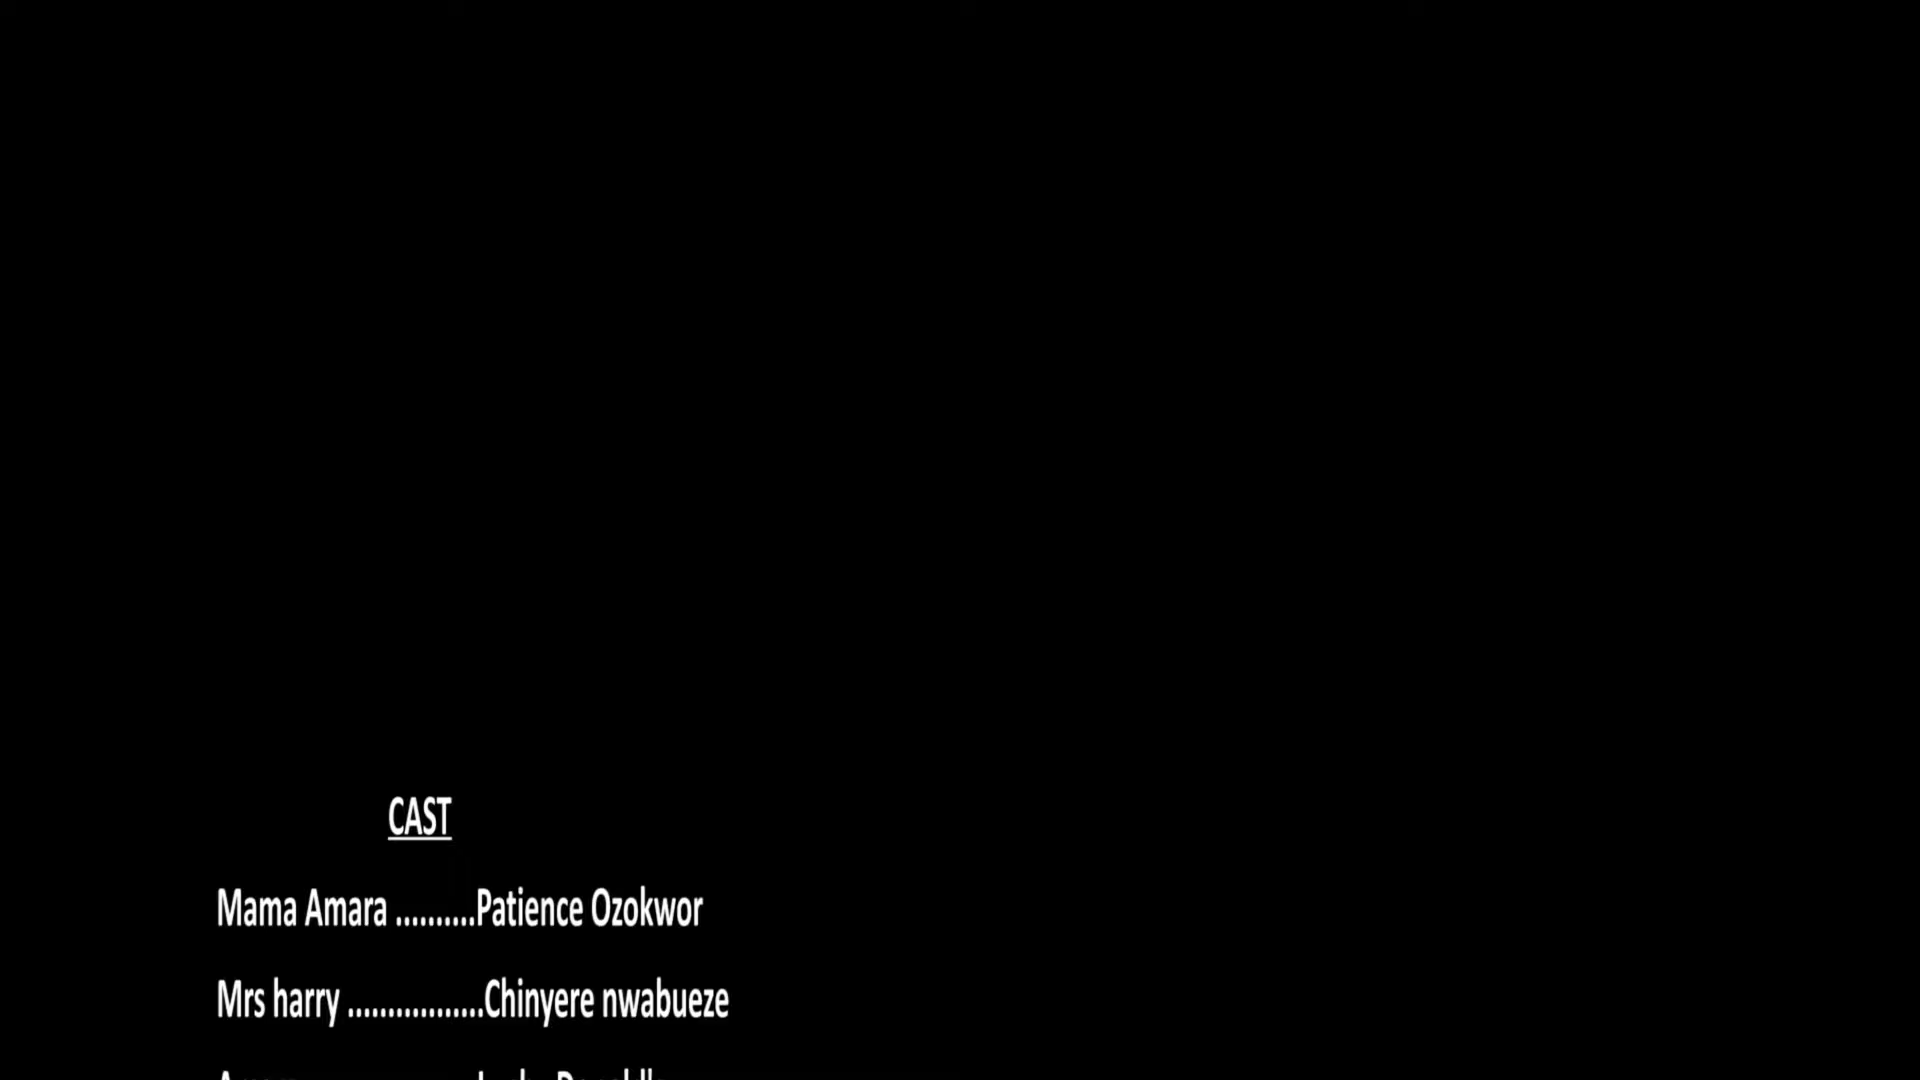 CAST
Mama Amara ..........Patience Ozokwor
Mrs harry .................Chinyere nwabueze